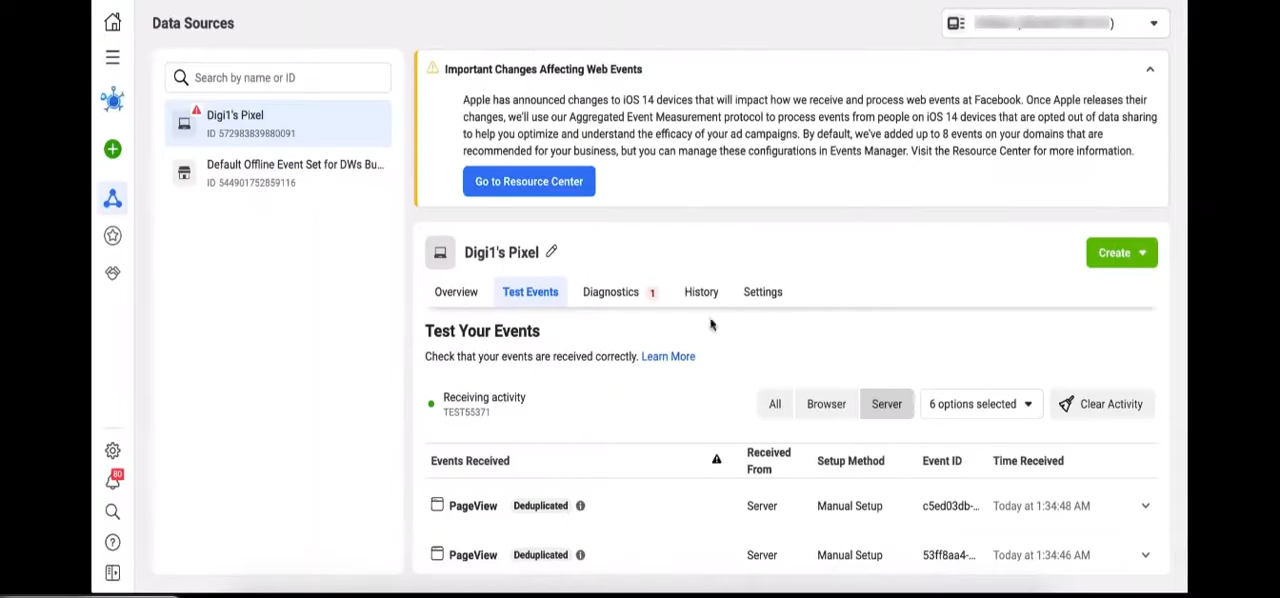 Data Sources
)
Search by name or ID
Digi1's Pixel
ID 572983839880091
Default Offline Event Set for DWs Bu...
ID 544901752859116
Important Changes Affecting Web Events
Apple has announced changes to iOS 14 devices that will impact how we receive and process web events at Facebook. Once Apple releases their
changes, we'll use our Aggregated Event Measurement protocol to process events from people on iOS 14 devices that are opted out of data sharing
to help you optimize and understand the efficacy of your ad campaigns. By default, we've added up to 8 events on your domains that are
recommended for your business, but you can manage these configurations in Events Manager. Visit the Resource Center for more information.
Go to Resource Center
Digi1's Pixel
Create
Overview Test Events Diagnostics 1 History Settings
Test Your Events
Check that your events are received correctly. Learn More
Receiving activity
TEST55371
All Browser Server 6 options selected Clear Activity
Events Received Received From Setup Method Event ID Time Received
PageView Deduplicated Server Manual Setup c5ed03db-... Today at 1:34:48 AM
PageView Deduplicated Server Manual Setup 53ff8aa4-... Today at 1:34:46 AM
80